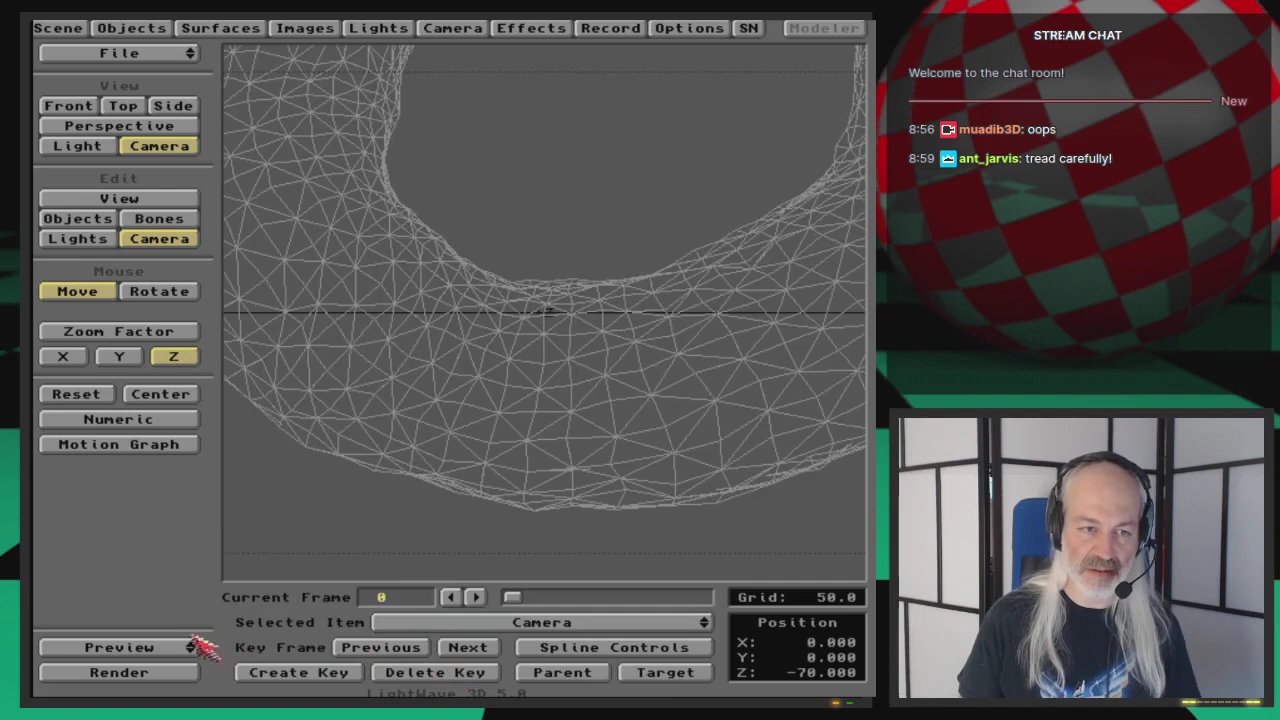 Scene Objects Surfaces Images Lights Camera Effects Record Options SN Modeler
File
View
Front Top Side
Perspective
Light Camera
Edit
View
Objects Bones
Lights Camera
Mouse
Move Rotate
Zoom Factor
X Y Z
Reset Center
Numeric
Motion Graph
Preview
Render
Current Frame 0
Selected Item Camera
Key Frame Previous Next Spline Controls
Create Key Delete Key Parent Target
LightWave 3D 5.0
Grid: 50.0
Position
X: 0.000
Y: 0.000
Z: -70.000
STREAM CHAT
Welcome to the chat room!
New
8:56 muadib3D: oops
8:59 ant_jarvis: tread carefully!